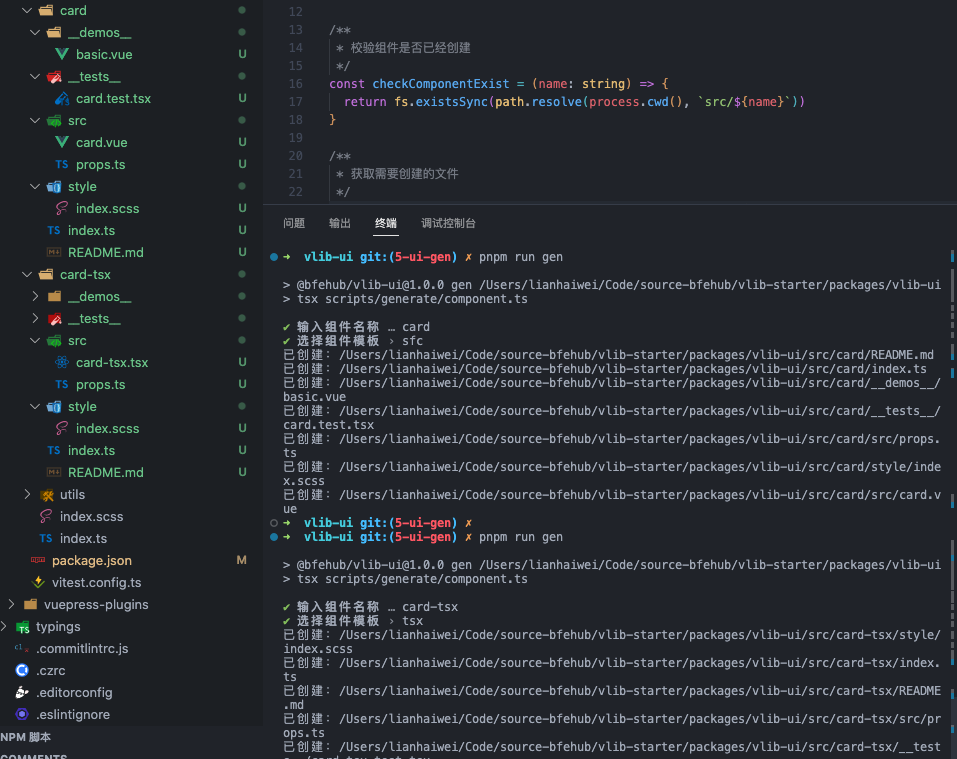 card
__demos__
basic.vue
U
__tests__
card.test.tsx
U
src
card.vue
U
TS props.ts
U
style
index.scss
U
TS index.ts
U
README.md
U
card-tsx
__demos__
__tests__
src
card-tsx.tsx
U
TS props.ts
U
style
index.scss
U
TS index.ts
U
README.md
U
utils
index.scss
TS index.ts
package.json
M
vitest.config.ts
vuepress-plugins
typings
.commitlintrc.js
.czrc
.editorconfig
.eslintignore
NPM 脚本
COMMENTS
12
13 /**
14 * 校验组件是否已经创建
15 */
16 const checkComponentExist = (name: string) => {
17 return fs.existsSync(path.resolve(process.cwd(), `src/${name}`))
18 }
19
20 /**
21 * 获取需要创建的文件
22 */
问题 输出 终端 调试控制台
➜ vlib-ui git:(5-ui-gen) ✗ pnpm run gen
> @bfehub/vlib-ui@1.0.0 gen /Users/lianhaiwei/Code/source-bfehub/vlib-starter/packages/vlib-ui
> tsx scripts/generate/component.ts
✔ 输入组件名称 … card
✔ 选择组件模板 › sfc
已创建: /Users/lianhaiwei/Code/source-bfehub/vlib-starter/packages/vlib-ui/src/card/README.md
已创建: /Users/lianhaiwei/Code/source-bfehub/vlib-starter/packages/vlib-ui/src/card/index.ts
已创建: /Users/lianhaiwei/Code/source-bfehub/vlib-starter/packages/vlib-ui/src/card/__demos__/
basic.vue
已创建: /Users/lianhaiwei/Code/source-bfehub/vlib-starter/packages/vlib-ui/src/card/__tests__/
card.test.tsx
已创建: /Users/lianhaiwei/Code/source-bfehub/vlib-starter/packages/vlib-ui/src/card/src/props.
ts
已创建: /Users/lianhaiwei/Code/source-bfehub/vlib-starter/packages/vlib-ui/src/card/style/inde
x.scss
已创建: /Users/lianhaiwei/Code/source-bfehub/vlib-starter/packages/vlib-ui/src/card/src/card.v
ue
➜ vlib-ui git:(5-ui-gen) ✗
➜ vlib-ui git:(5-ui-gen) ✗ pnpm run gen
> @bfehub/vlib-ui@1.0.0 gen /Users/lianhaiwei/Code/source-bfehub/vlib-starter/packages/vlib-ui
> tsx scripts/generate/component.ts
✔ 输入组件名称 … card-tsx
✔ 选择组件模板 › tsx
已创建: /Users/lianhaiwei/Code/source-bfehub/vlib-starter/packages/vlib-ui/src/card-tsx/style/
index.scss
已创建: /Users/lianhaiwei/Code/source-bfehub/vlib-starter/packages/vlib-ui/src/card-tsx/index.
ts
已创建: /Users/lianhaiwei/Code/source-bfehub/vlib-starter/packages/vlib-ui/src/card-tsx/README
.md
已创建: /Users/lianhaiwei/Code/source-bfehub/vlib-starter/packages/vlib-ui/src/card-tsx/src/pr
ops.ts
已创建: /Users/lianhaiwei/Code/source-bfehub/vlib-starter/packages/vlib-ui/src/card-tsx/__test